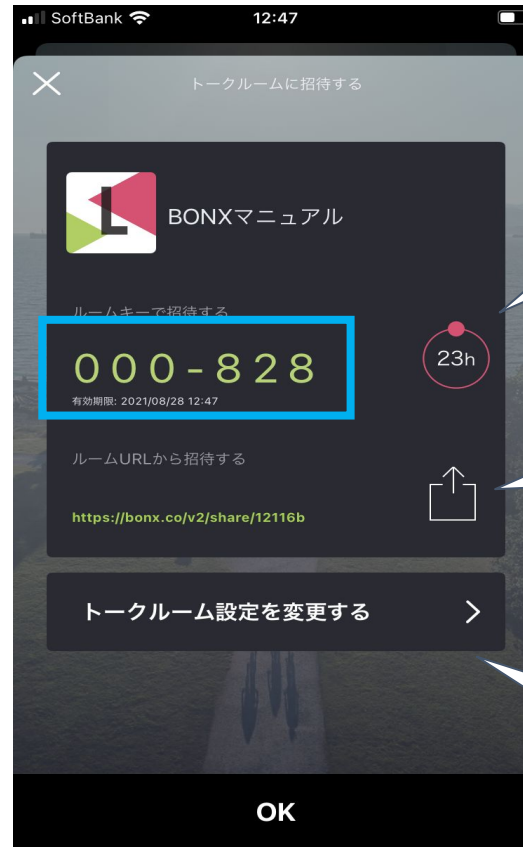 SoftBank 12:47
トークルームに招待する
L BONXマニュアル
ルームキーで招待する
000-828
23h
有効期限: 2021/08/28 12:47
ルームURLから招待する
https://bonx.co/v2/share/12116b
トークルーム設定を変更する
OK